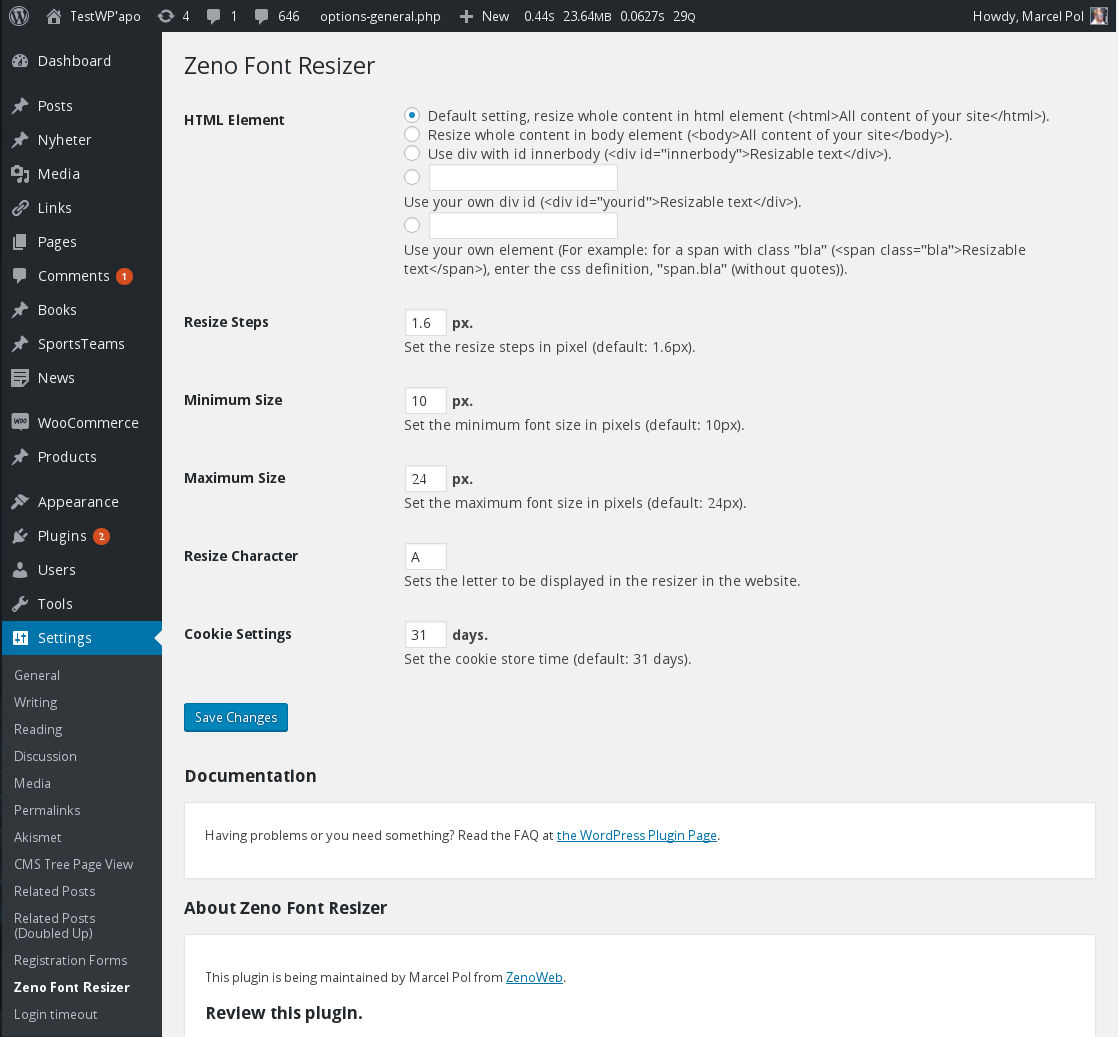 TestWP'apo 4 1 646 options-general.php New 0.44s 23.64MB 0.0627s 29Q Howdy, Marcel Pol
Dashboard
Posts
Nyheter
Media
Links
Pages
Comments 1
Books
SportsTeams
News
WooCommerce
Products
Appearance
Plugins 2
Users
Tools
Settings
General
Writing
Reading
Discussion
Media
Permalinks
Akismet
CMS Tree Page View
Related Posts
Related Posts
(Doubled Up)
Registration Forms
Zeno Font Resizer
Login timeout
Zeno Font Resizer
HTML Element
Default setting, resize whole content in html element (<html>All content of your site</html>).
Resize whole content in body element (<body>All content of your site</body>).
Use div with id innerbody (<div id="innerbody">Resizable text</div>).
Use your own div id (<div id="yourid">Resizable text</div>).
Use your own element (For example: for a span with class "bla" (<span class="bla">Resizable
text</span>), enter the css definition, "span.bla" (without quotes)).
Resize Steps
1.6 px.
Set the resize steps in pixel (default: 1.6px).
Minimum Size
10 px.
Set the minimum font size in pixels (default: 10px).
Maximum Size
24 px.
Set the maximum font size in pixels (default: 24px).
Resize Character
A
Sets the letter to be displayed in the resizer in the website.
Cookie Settings
31 days.
Set the cookie store time (default: 31 days).
Save Changes
Documentation
Having problems or you need something? Read the FAQ at the WordPress Plugin Page.
About Zeno Font Resizer
This plugin is being maintained by Marcel Pol from ZenoWeb.
Review this plugin.